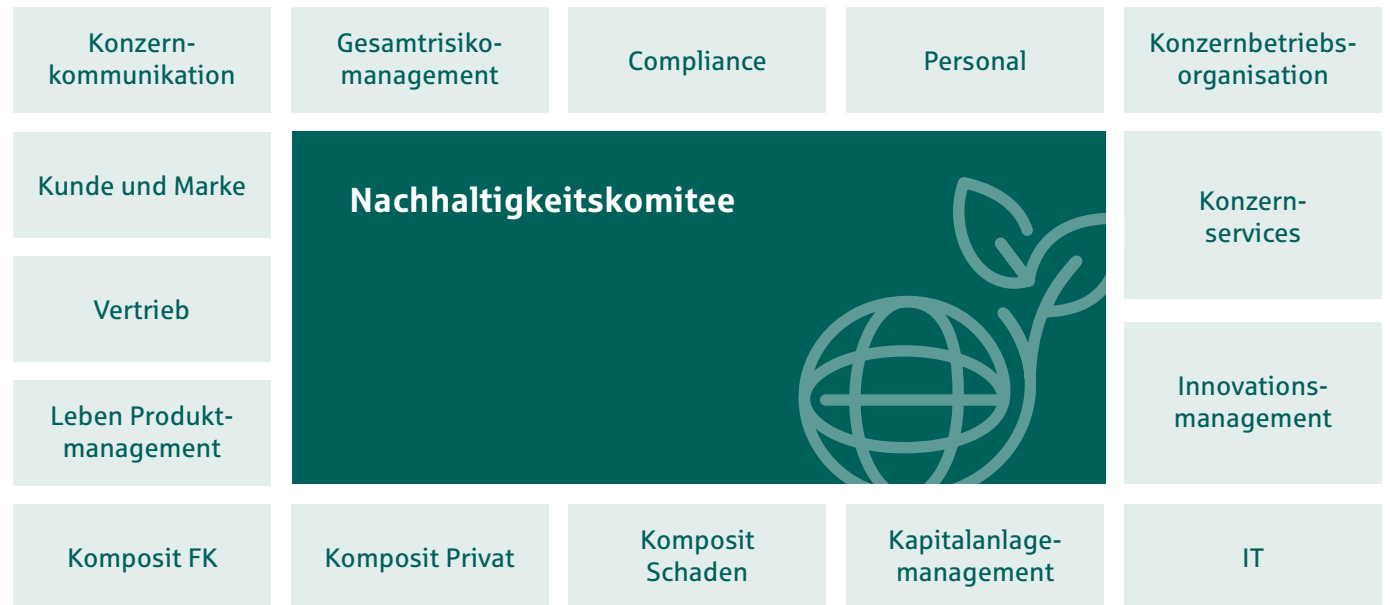 Konzern-
kommunikation
Gesamtrisiko-
management
Compliance
Personal
Konzernbetriebs-
organisation
Kunde und Marke
Nachhaltigkeitskomitee
Konzern-
services
Vertrieb
Leben Produkt-
management
Innovations-
management
Komposit FK
Komposit Privat
Komposit
Schaden
Kapitalanlage-
management
IT